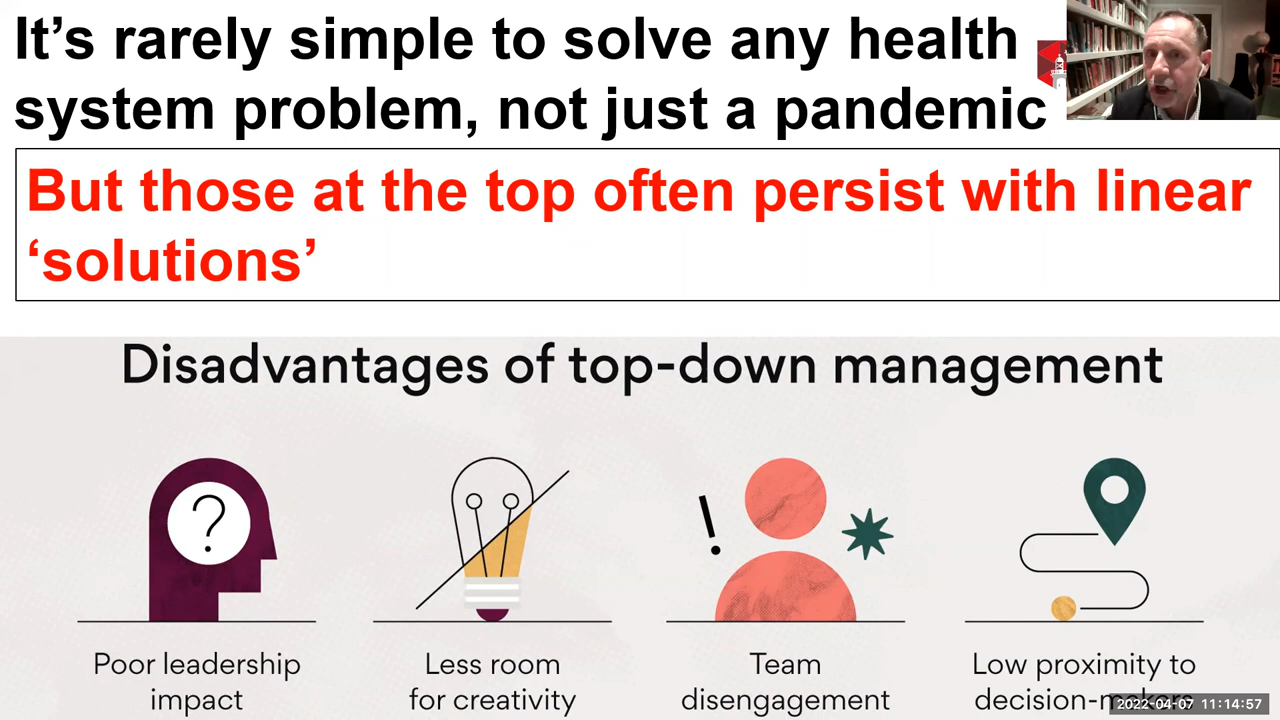 It’s rarely simple to solve any health
system problem, not just a pandemic
But those at the top often persist with linear
‘solutions’
Disadvantages of top-down management
?
!
Poor leadership
impact
Less room
for creativity
Team
disengagement
Low proximity to
decision-makers
2022-04-07 11:14:57